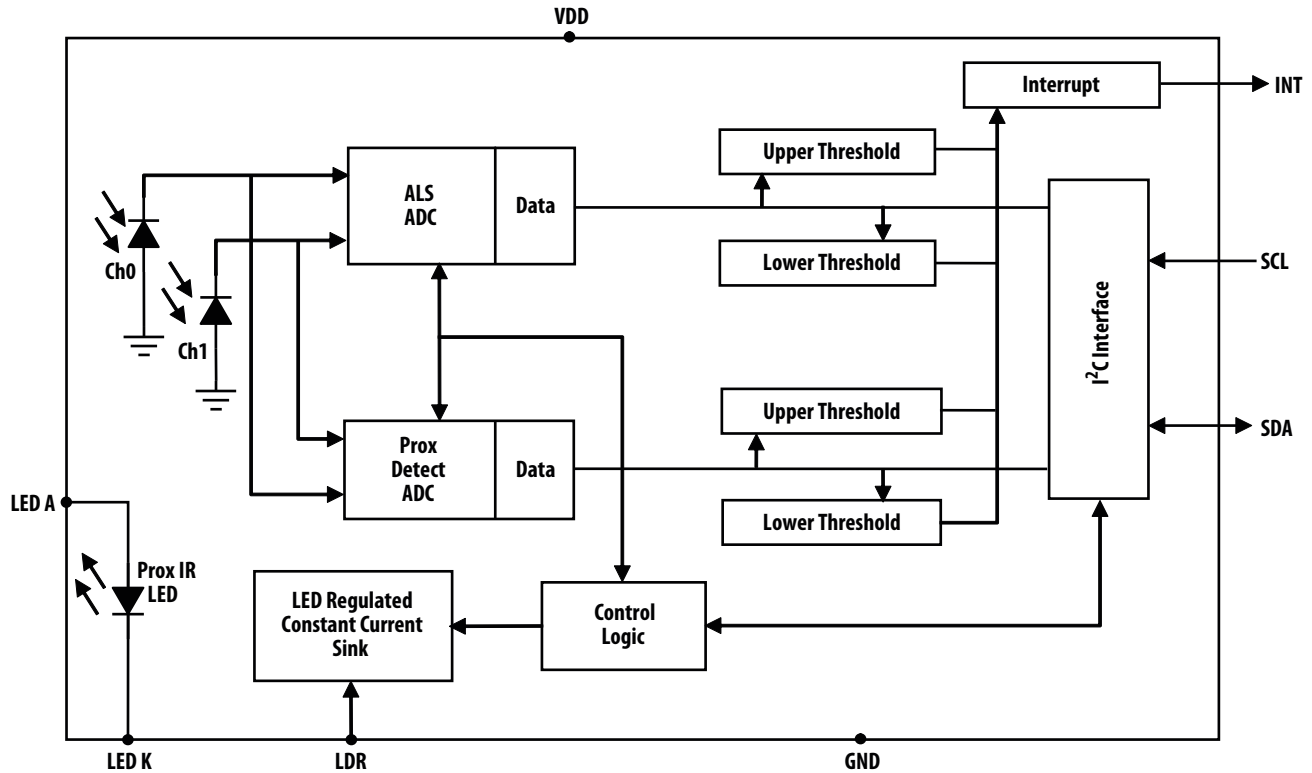 VDD
Interrupt
INT
Upper Threshold
ALS
ADC
Data
Ch0
Lower Threshold
SCL
Ch1
I²C Interface
Upper Threshold
SDA
Prox
Detect
ADC
Data
LED A
Lower Threshold
Prox IR
LED
LED Regulated
Constant Current
Sink
Control
Logic
LED K
LDR
GND